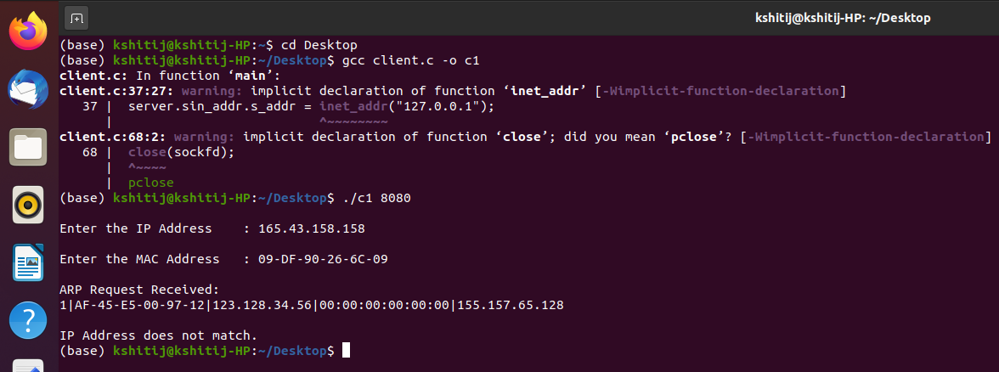 kshitij@kshitij-HP: ~/Desktop
(base) kshitij@kshitij-HP:~$ cd Desktop
(base) kshitij@kshitij-HP:~/Desktop$ gcc client.c -o c1
client.c: In function ‘main’:
client.c:37:27: warning: implicit declaration of function ‘inet_addr’ [-Wimplicit-function-declaration]
   37 |  server.sin_addr.s_addr = inet_addr("127.0.0.1");
      |                           ^~~~~~~~~
client.c:68:2: warning: implicit declaration of function ‘close’; did you mean ‘pclose’? [-Wimplicit-function-declaration]
   68 |  close(sockfd);
      |  ^~~~~
      |  pclose
(base) kshitij@kshitij-HP:~/Desktop$ ./c1 8080
Enter the IP Address    : 165.43.158.158
Enter the MAC Address   : 09-DF-90-26-6C-09
ARP Request Received:
1|AF-45-E5-00-97-12|123.128.34.56|00:00:00:00:00:00|155.157.65.128
IP Address does not match.
(base) kshitij@kshitij-HP:~/Desktop$